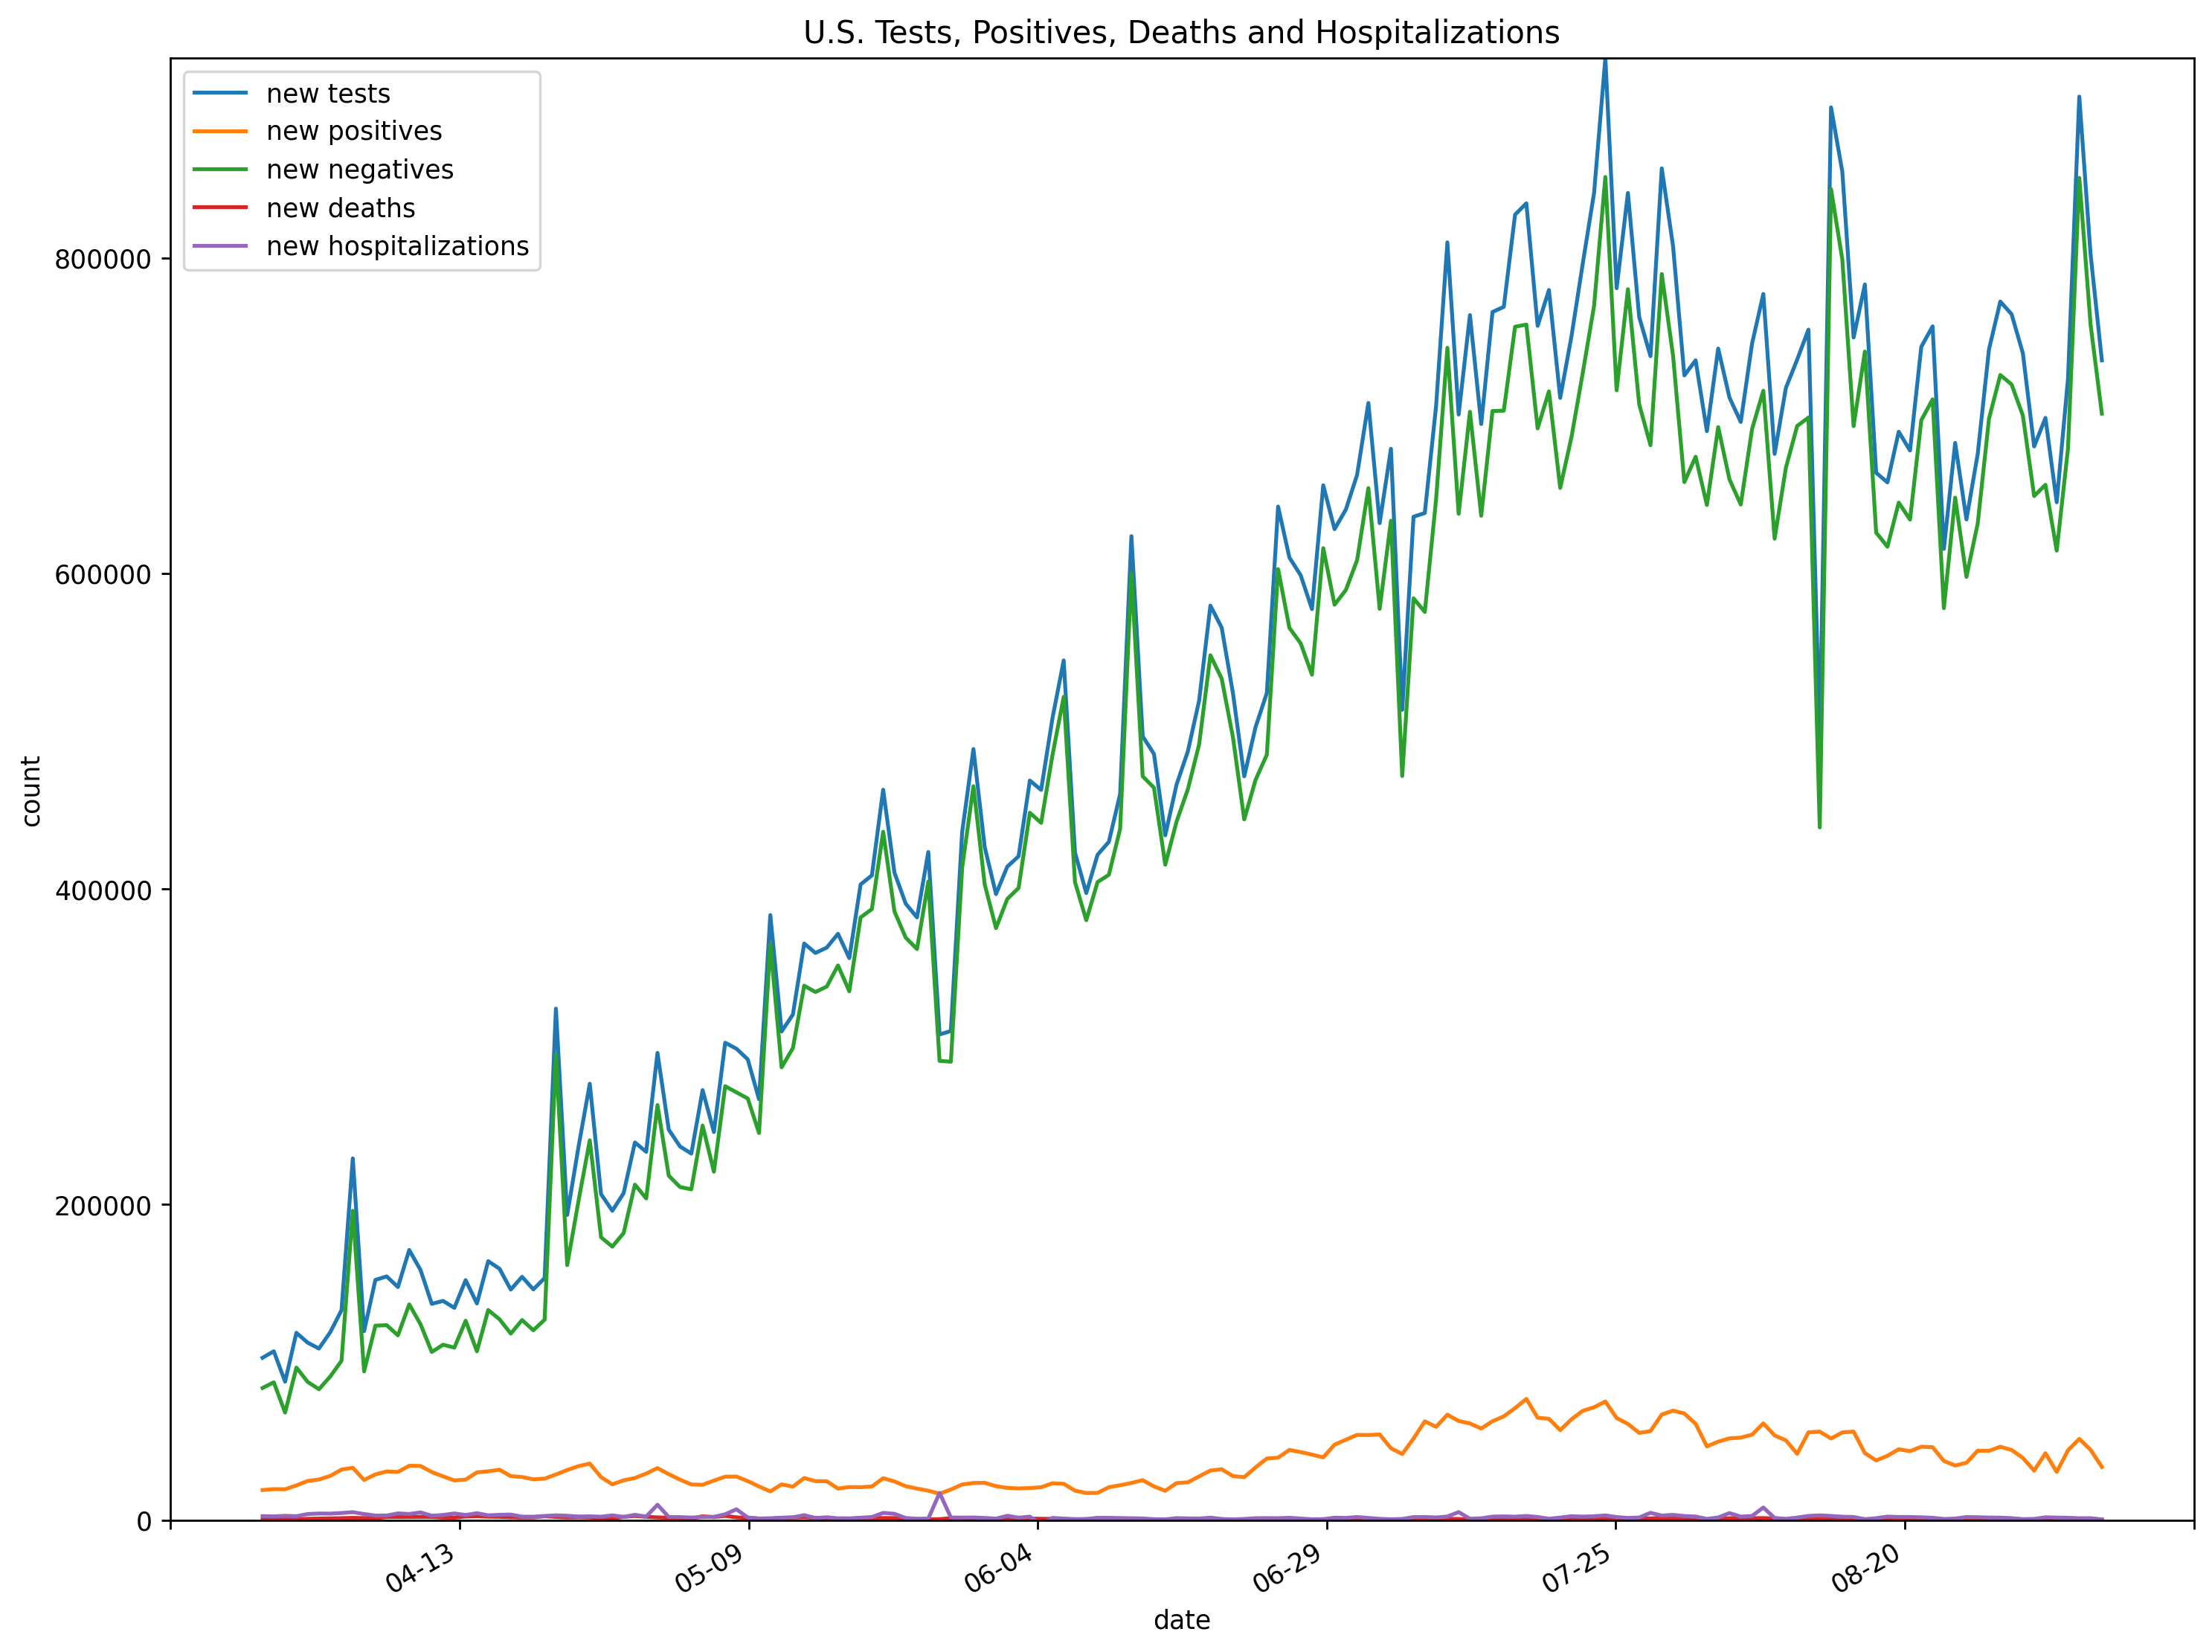 U.S. Tests, Positives, Deaths and Hospitalizations
new tests
new positives
new negatives
new deaths
new hospitalizations
800000
600000
400000
200000
0
count
04-13
05-09
06-04
06-29
07-25
08-20
date